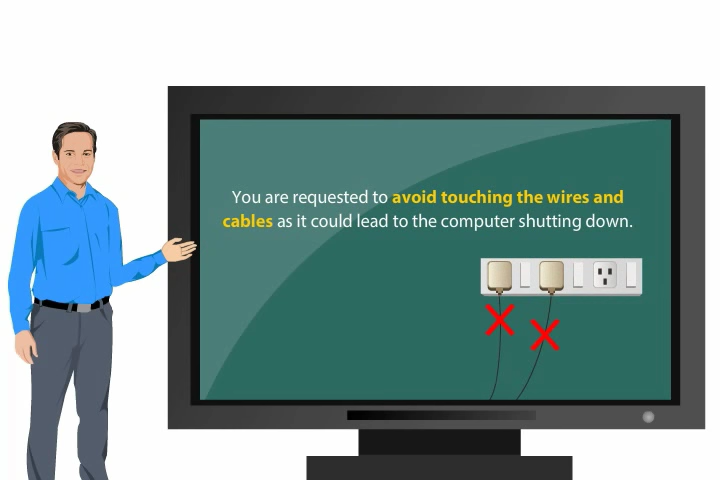 You are requested to avoid touching the wires and
cables as it could lead to the computer shutting down.